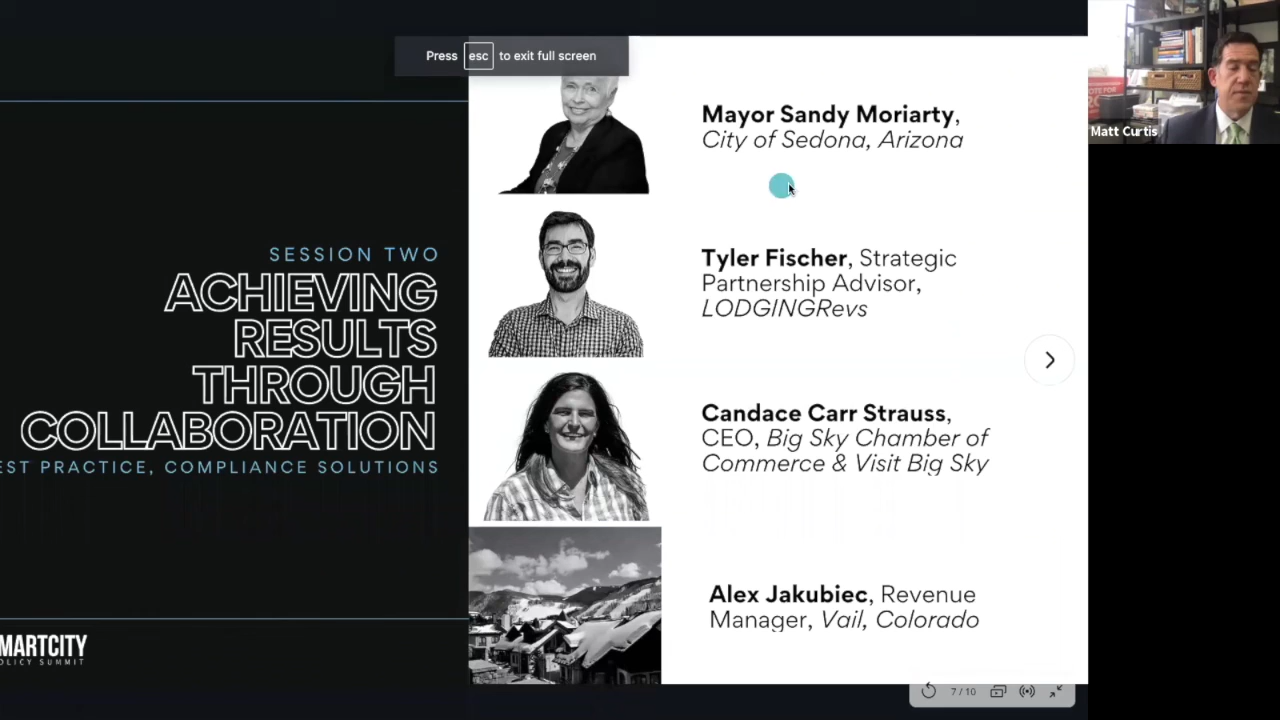 Press esc to exit full screen
Matt Curtis
SESSION TWO
ACHIEVING
RESULTS
THROUGH
COLLABORATION
EST PRACTICE, COMPLIANCE SOLUTIONS
MARTCITY
OLICY SUMMIT
Mayor Sandy Moriarty,
City of Sedona, Arizona
Tyler Fischer, Strategic
Partnership Advisor,
LODGINGRevs
Candace Carr Strauss,
CEO, Big Sky Chamber of
Commerce & Visit Big Sky
Alex Jakubiec, Revenue
Manager, Vail, Colorado
7 / 10